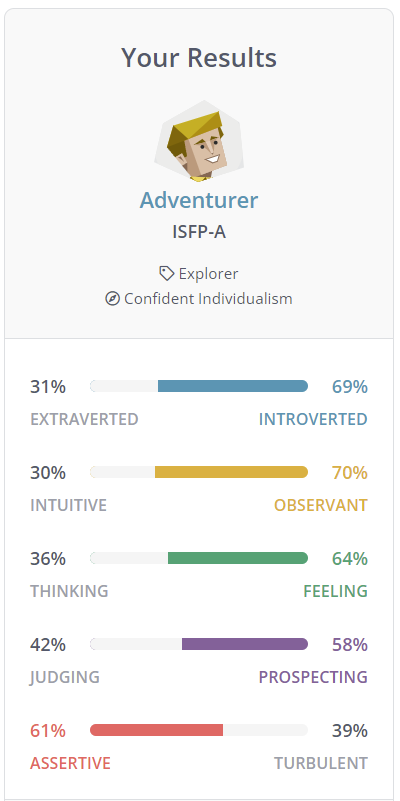 Your Results
Adventurer
ISFP-A
Explorer
Confident Individualism
31% 69%
EXTRAVERTED INTROVERTED
30% 70%
INTUITIVE OBSERVANT
36% 64%
THINKING FEELING
42% 58%
JUDGING PROSPECTING
61% 39%
ASSERTIVE TURBULENT